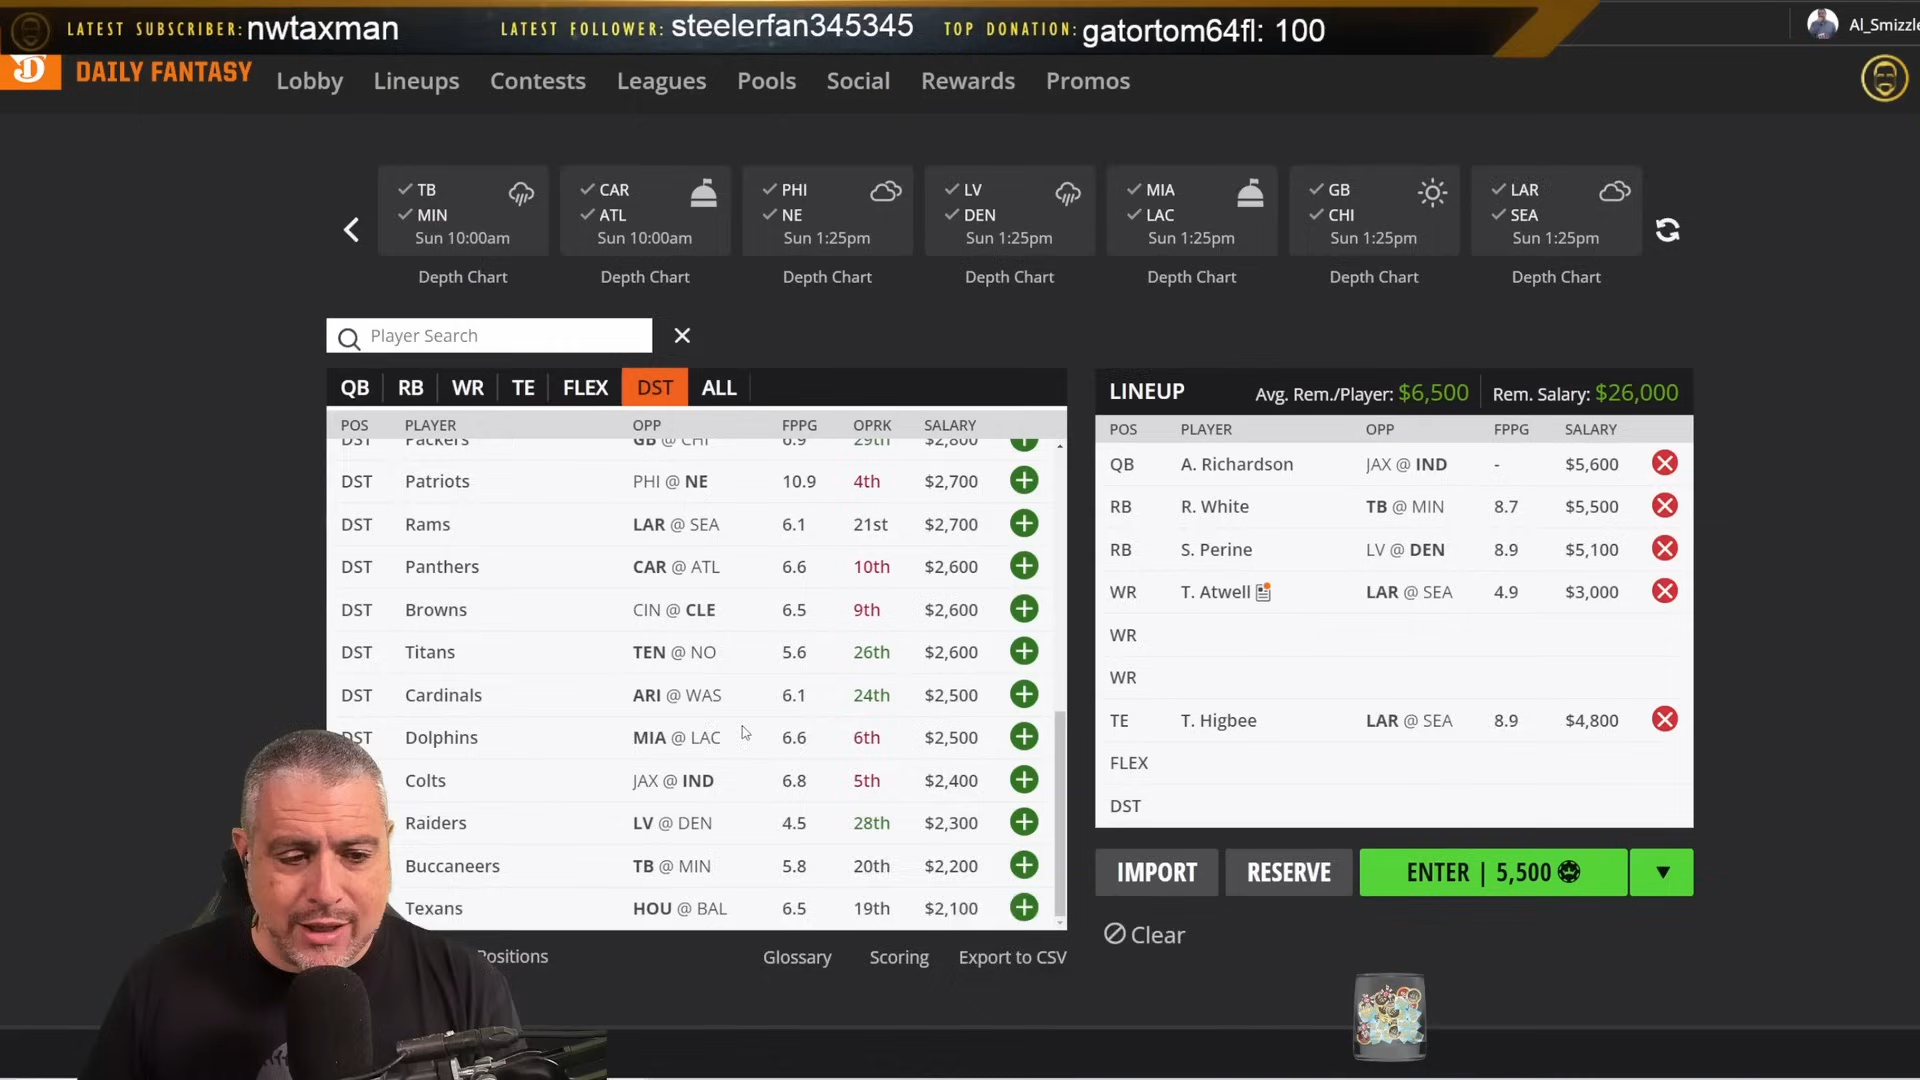 LATEST SUBSCRIBER: nwtaxman LATEST FOLLOWER: steelerfan345345 TOP DONATION: gatortom64fl: 100
DAILY FANTASY Lobby Lineups Contests Leagues Pools Social Rewards Promos
TB CAR PHI LV MIA GB LAR
MIN ATL NE DEN LAC CHI SEA
Sun 10:00am Sun 10:00am Sun 1:25pm Sun 1:25pm Sun 1:25pm Sun 1:25pm Sun 1:25pm
Depth Chart Depth Chart Depth Chart Depth Chart Depth Chart Depth Chart Depth Chart
Player Search
QB RB WR TE FLEX DST ALL
POS PLAYER OPP FPPG OPRK SALARY
DST Packers GB @ CHI 6.9 29th $2,800
DST Patriots PHI @ NE 10.9 4th $2,700
DST Rams LAR @ SEA 6.1 21st $2,700
DST Panthers CAR @ ATL 6.6 10th $2,600
DST Browns CIN @ CLE 6.5 9th $2,600
DST Titans TEN @ NO 5.6 26th $2,600
DST Cardinals ARI @ WAS 6.1 24th $2,500
DST Dolphins MIA @ LAC 6.6 6th $2,500
Colts JAX @ IND 6.8 5th $2,400
Raiders LV @ DEN 4.5 28th $2,300
Buccaneers TB @ MIN 5.8 20th $2,200
Texans HOU @ BAL 6.5 19th $2,100
Positions Glossary Scoring Export to CSV
LINEUP Avg. Rem./Player: $6,500 Rem. Salary: $26,000
POS PLAYER OPP FPPG SALARY
QB A. Richardson JAX @ IND - $5,600
RB R. White TB @ MIN 8.7 $5,500
RB S. Perine LV @ DEN 8.9 $5,100
WR T. Atwell LAR @ SEA 4.9 $3,000
WR
WR
TE T. Higbee LAR @ SEA 8.9 $4,800
FLEX
DST
IMPORT RESERVE ENTER | 5,500
Clear